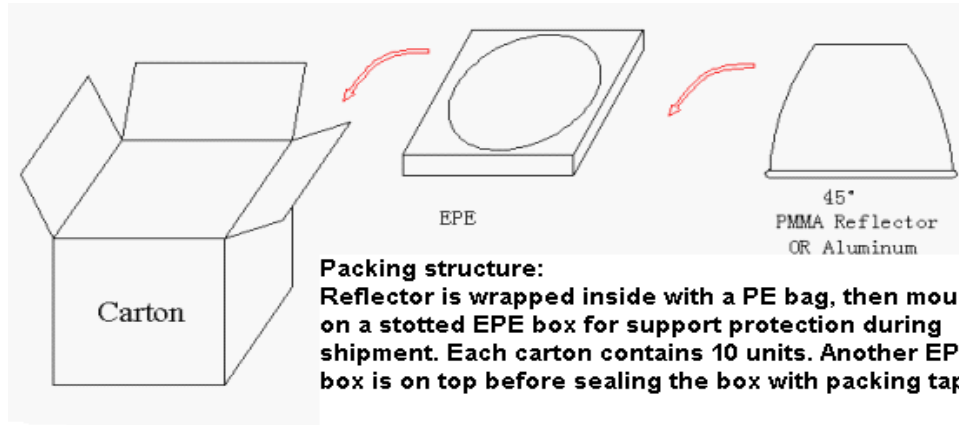 EPE
45°
PMMA Reflector
OR Aluminum
Carton
Packing structure:
Reflector is wrapped inside with a PE bag, then mou
on a stotted EPE box for support protection during
shipment. Each carton contains 10 units. Another EP
box is on top before sealing the box with packing tap